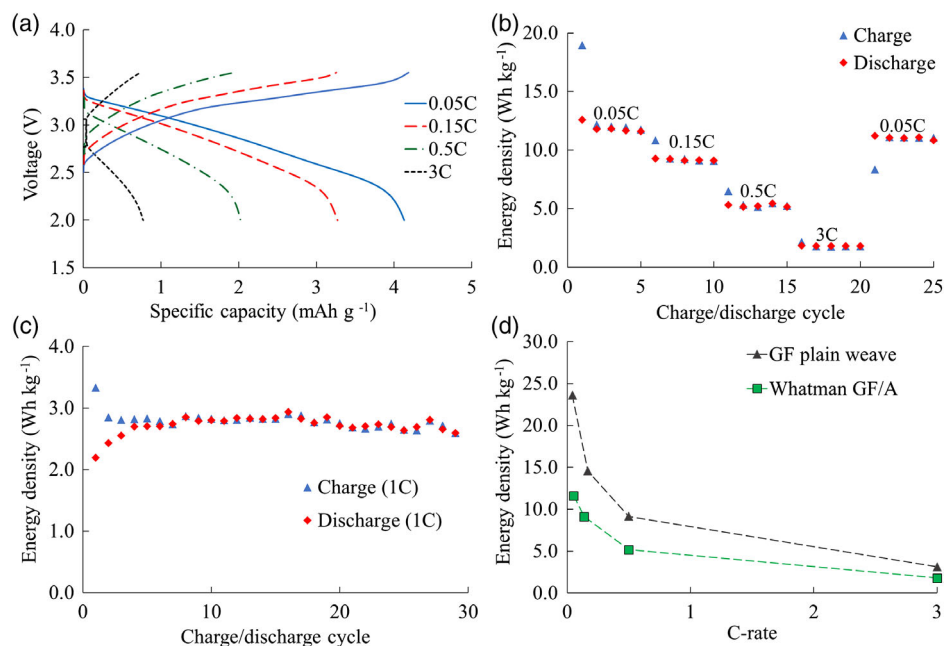 (a)
4.0
3.5
3.0
2.5
2.0
1.5
Voltage (V)
0 1 2 3 4 5
Specific capacity (mAh g -1)
0.05C
0.15C
0.5C
3C
(b)
20.0
15.0
10.0
5.0
0.0
Energy density (Wh kg-1)
0 5 10 15 20 25
Charge/discharge cycle
Charge
Discharge
0.05C
0.15C
0.5C
3C
0.05C
(c)
4.0
3.0
2.0
1.0
0.0
Energy density (Wh kg-1)
0 10 20 30
Charge/discharge cycle
Charge (1C)
Discharge (1C)
(d)
30.0
25.0
20.0
15.0
10.0
5.0
0.0
Energy density (Wh kg-1)
0 1 2 3
C-rate
GF plain weave
Whatman GF/A